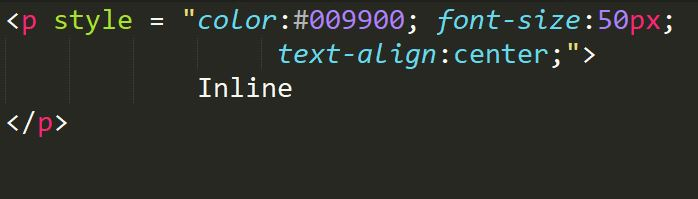 <p style = "color:#009900; font-size:50px;
text-align:center;">
Inline
</p>